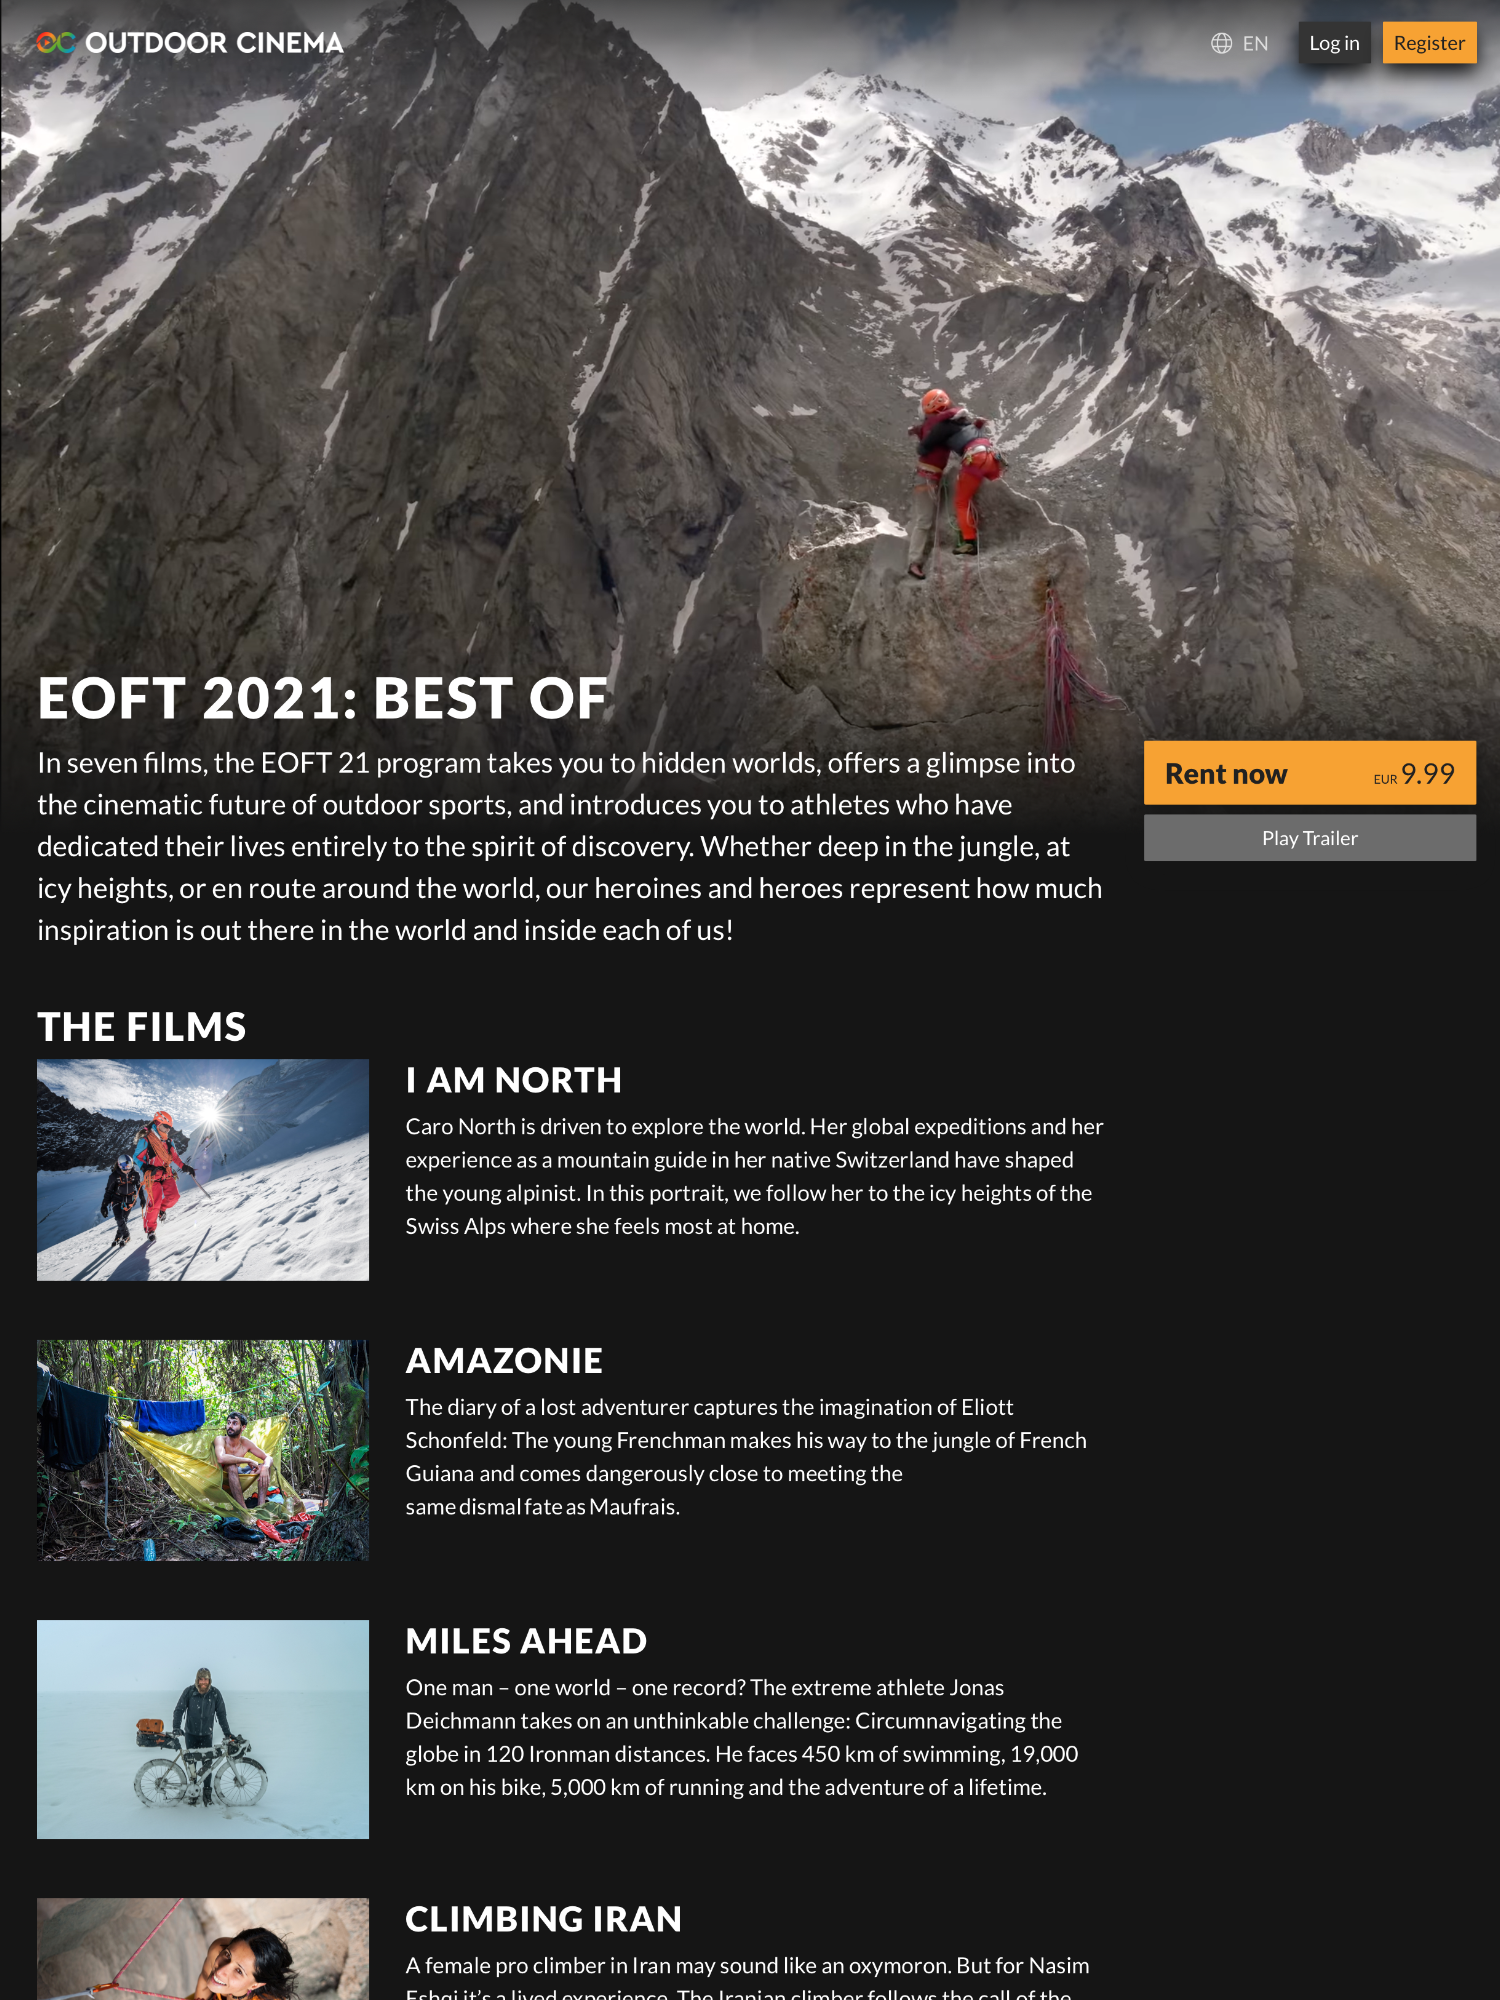 OUTDOOR CINEMA
EN
Log in
Register
EOFT 2021: BEST OF
In seven films, the EOFT 21 program takes you to hidden worlds, offers a glimpse into
the cinematic future of outdoor sports, and introduces you to athletes who have
dedicated their lives entirely to the spirit of discovery. Whether deep in the jungle, at
icy heights, or en route around the world, our heroines and heroes represent how much
inspiration is out there in the world and inside each of us!
Rent now
EUR 9.99
Play Trailer
THE FILMS
I AM NORTH
Caro North is driven to explore the world. Her global expeditions and her
experience as a mountain guide in her native Switzerland have shaped
the young alpinist. In this portrait, we follow her to the icy heights of the
Swiss Alps where she feels most at home.
AMAZONIE
The diary of a lost adventurer captures the imagination of Eliott
Schonfeld: The young Frenchman makes his way to the jungle of French
Guiana and comes dangerously close to meeting the
same dismal fate as Maufrais.
MILES AHEAD
One man – one world – one record? The extreme athlete Jonas
Deichmann takes on an unthinkable challenge: Circumnavigating the
globe in 120 Ironman distances. He faces 450 km of swimming, 19,000
km on his bike, 5,000 km of running and the adventure of a lifetime.
CLIMBING IRAN
A female pro climber in Iran may sound like an oxymoron. But for Nasim
Eshqi it’s a lived experience. The Iranian climber follows the call of the